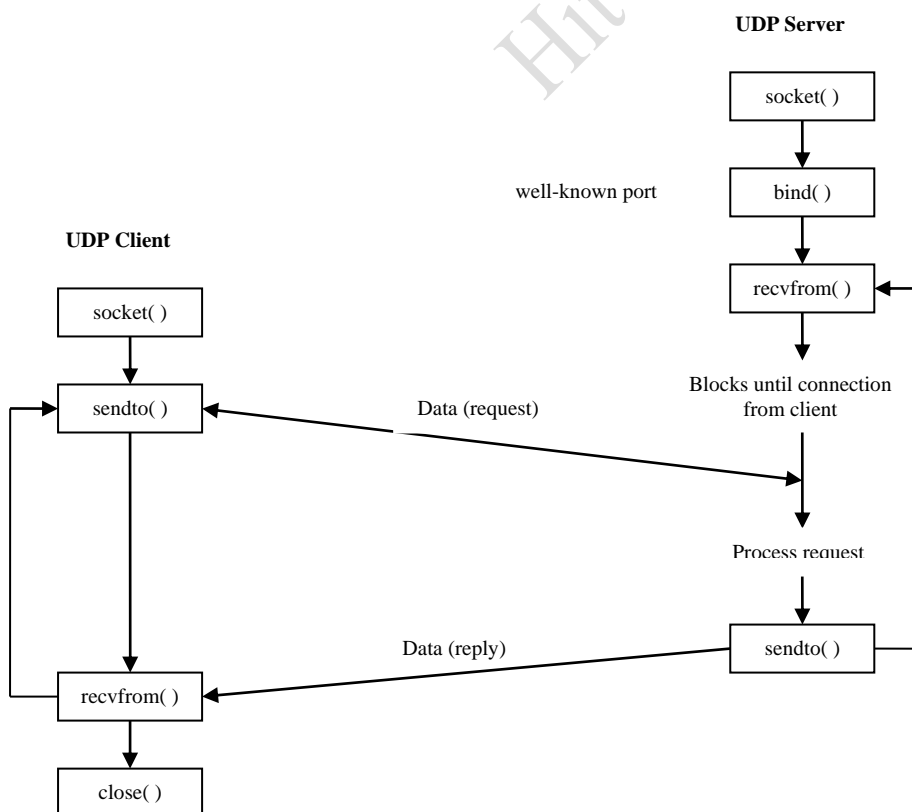 Hit
UDP Server
socket( )
well-known port
bind( )
UDP Client
recvfrom( )
socket( )
Blocks until connection
from client
sendto( )
Data (request)
Process request
Data (reply)
sendto( )
recvfrom( )
close( )